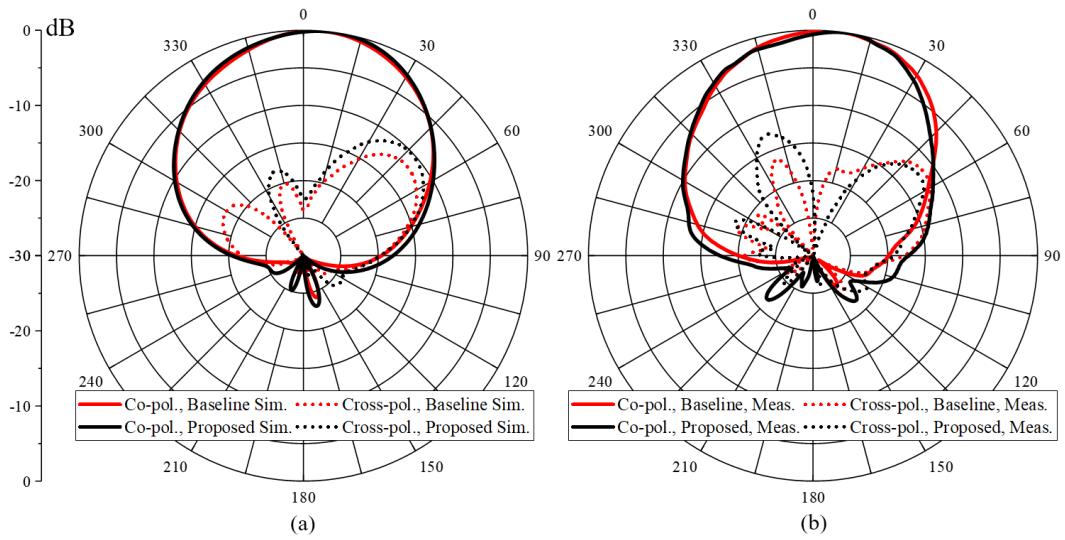 dB
0
-10
-20
-30
-20
-10
0
0
30
60
90
120
150
180
210
240
270
300
330
Co-pol., Baseline Sim.
Cross-pol., Baseline Sim.
Co-pol., Proposed Sim.
Cross-pol., Proposed Sim.
(a)
0
30
60
90
120
150
180
210
240
270
300
330
Co-pol., Baseline, Meas.
Cross-pol., Baseline, Meas.
Co-pol., Proposed, Meas.
Cross-pol., Proposed, Meas.
(b)